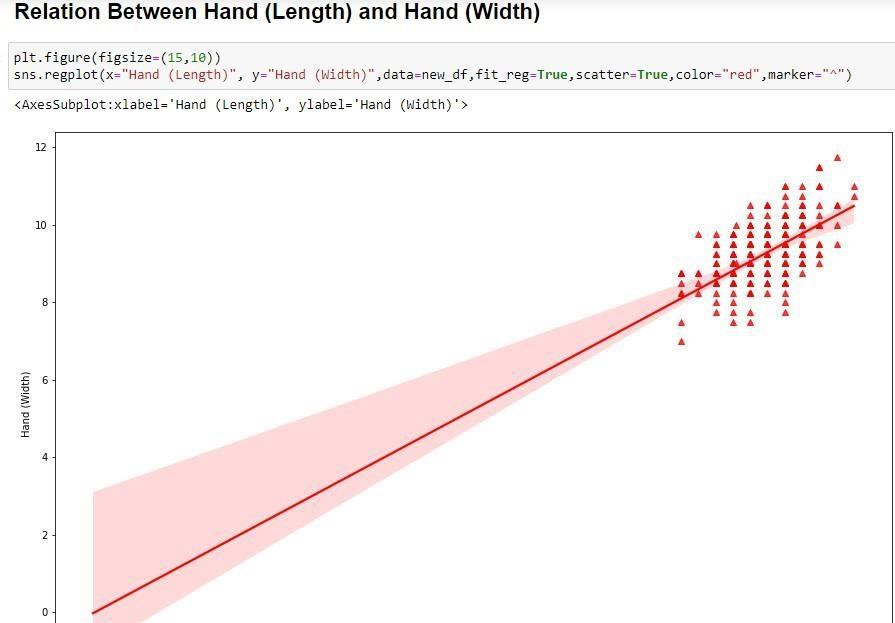 Relation Between Hand (Length) and Hand (Width)
plt.figure(figsize=(15,10))
sns.regplot(x="Hand (Length)", y="Hand (Width)",data=new_df,fit_reg=True,scatter=True,color="red",marker="^")
<AxesSubplot:xlabel='Hand (Length)', ylabel='Hand (Width)'>
12
10
8
6
4
2
0
Hand (Width)